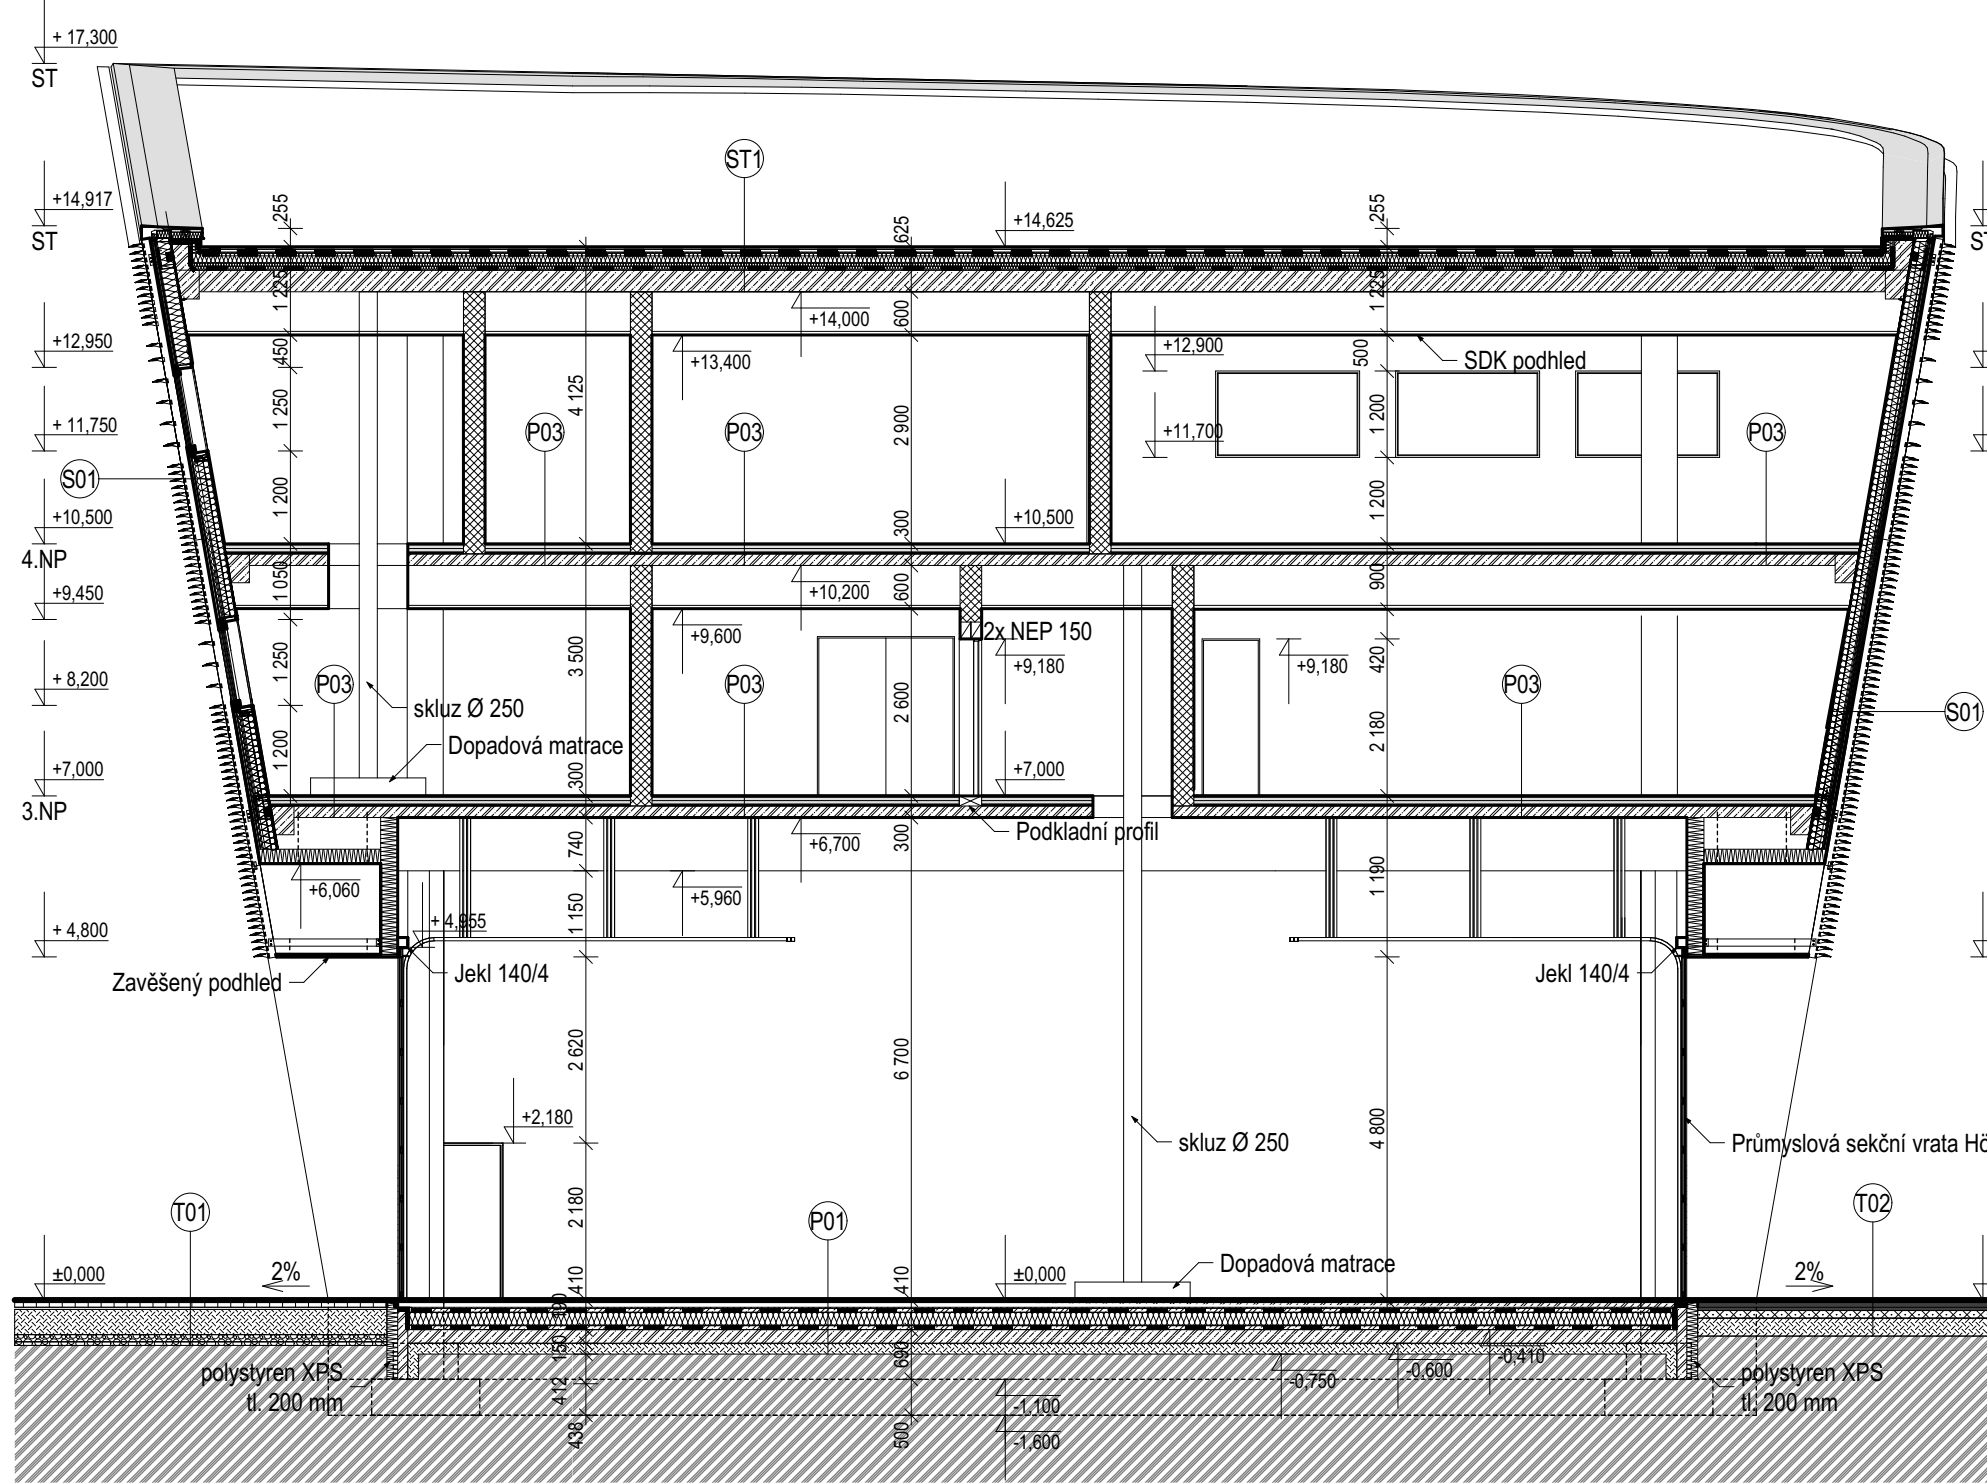 + 17,300
ST
ST1
+14,917
ST
255
625
+14,625
255
ST
1 225
+14,000
600
1 225
+12,950
450
+13,400
+12,900
500
SDK podhled
1 250
4 125
2 900
1 200
+ 11,750
P03
P03
+11,700
P03
S01
1 200
1 200
+10,500
300
+10,500
4.NP
1 050
+10,200
600
900
+9,450
+9,600
2x NEP 150
+9,180
+9,180
420
1 250
3 500
+ 8,200
P03
P03
P03
skluz Ø 250
2 600
S01
Dopadová matrace
2 180
1 200
+7,000
300
+7,000
3.NP
Podkladní profil
740
+6,700
300
+6,060
+5,960
1 190
1 150
+ 4,955
+ 4,800
Zavěšený podhled
Jekl 140/4
Jekl 140/4
2 620
6 700
4 800
+2,180
skluz Ø 250
Průmyslová sekční vrata Hö
2 180
T01
P01
T02
Dopadová matrace
±0,000
2%
410
410
±0,000
2%
190
150
690
-0,410
-0,600
-0,750
polystyren XPS
tl. 200 mm
polystyren XPS
tl. 200 mm
412
-1,100
438
500
-1,600